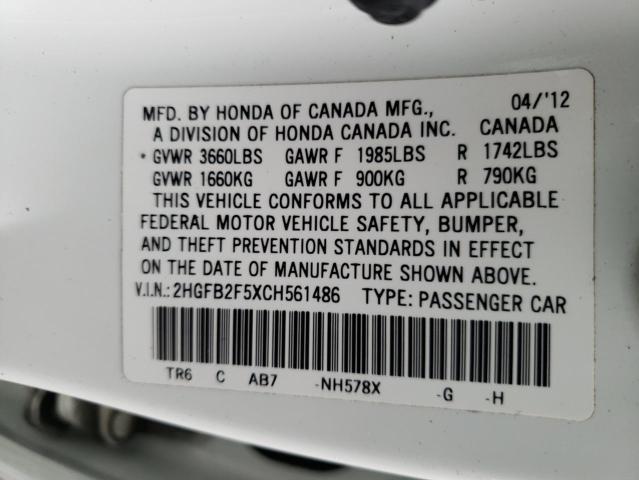 MFD. BY HONDA OF CANADA MFG., 04/'12
A DIVISION OF HONDA CANADA INC. CANADA
• GVWR 3660LBS GAWR F 1985LBS R 1742LBS
GVWR 1660KG GAWR F 900KG R 790KG
THIS VEHICLE CONFORMS TO ALL APPLICABLE
FEDERAL MOTOR VEHICLE SAFETY, BUMPER,
AND THEFT PREVENTION STANDARDS IN EFFECT
ON THE DATE OF MANUFACTURE SHOWN ABOVE.
V.I.N.:2HGFB2F5XCH561486 TYPE: PASSENGER CAR
TR6 C AB7 -NH578X -G -H